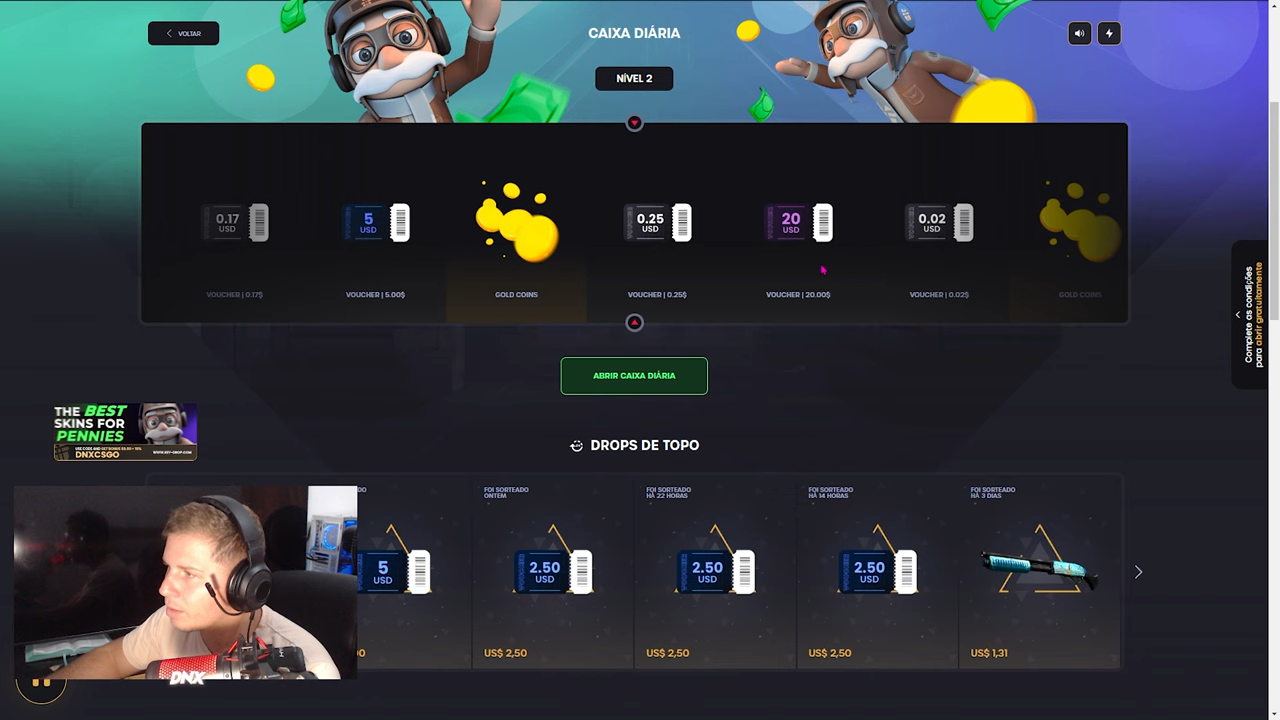 VOLTAR
CAIXA DIÁRIA
NÍVEL 2
0.17
USD
5
USD
0.25
USD
20
USD
0.02
USD
VOUCHER | 0.17$
VOUCHER | 5.00$
GOLD COINS
VOUCHER | 0.25$
VOUCHER | 20.00$
VOUCHER | 0.02$
GOLD COINS
Complete as condições
para abrir gratuitamente
ABRIR CAIXA DIÁRIA
THE BEST
SKINS FOR
PENNIES
DNXCSGO
WWW.KEY-DROP.COM
DROPS DE TOPO
FOI SORTEADO
ONTEM
FOI SORTEADO
HÁ 22 HORAS
FOI SORTEADO
HÁ 14 HORAS
FOI SORTEADO
HÁ 3 DIAS
5
USD
2.50
USD
2.50
USD
2.50
USD
US$ 2,50
US$ 2,50
US$ 2,50
US$ 1,31
DNX